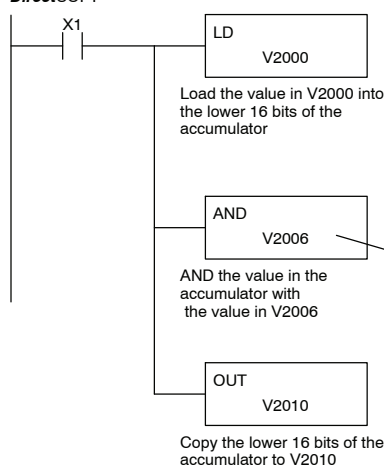 X1
LD
V2000
Load the value in V2000 into
the lower 16 bits of the
accumulator
AND
V2006
AND the value in the
accumulator with
the value in V2006
OUT
V2010
Copy the lower 16 bits of the
accumulator to V2010